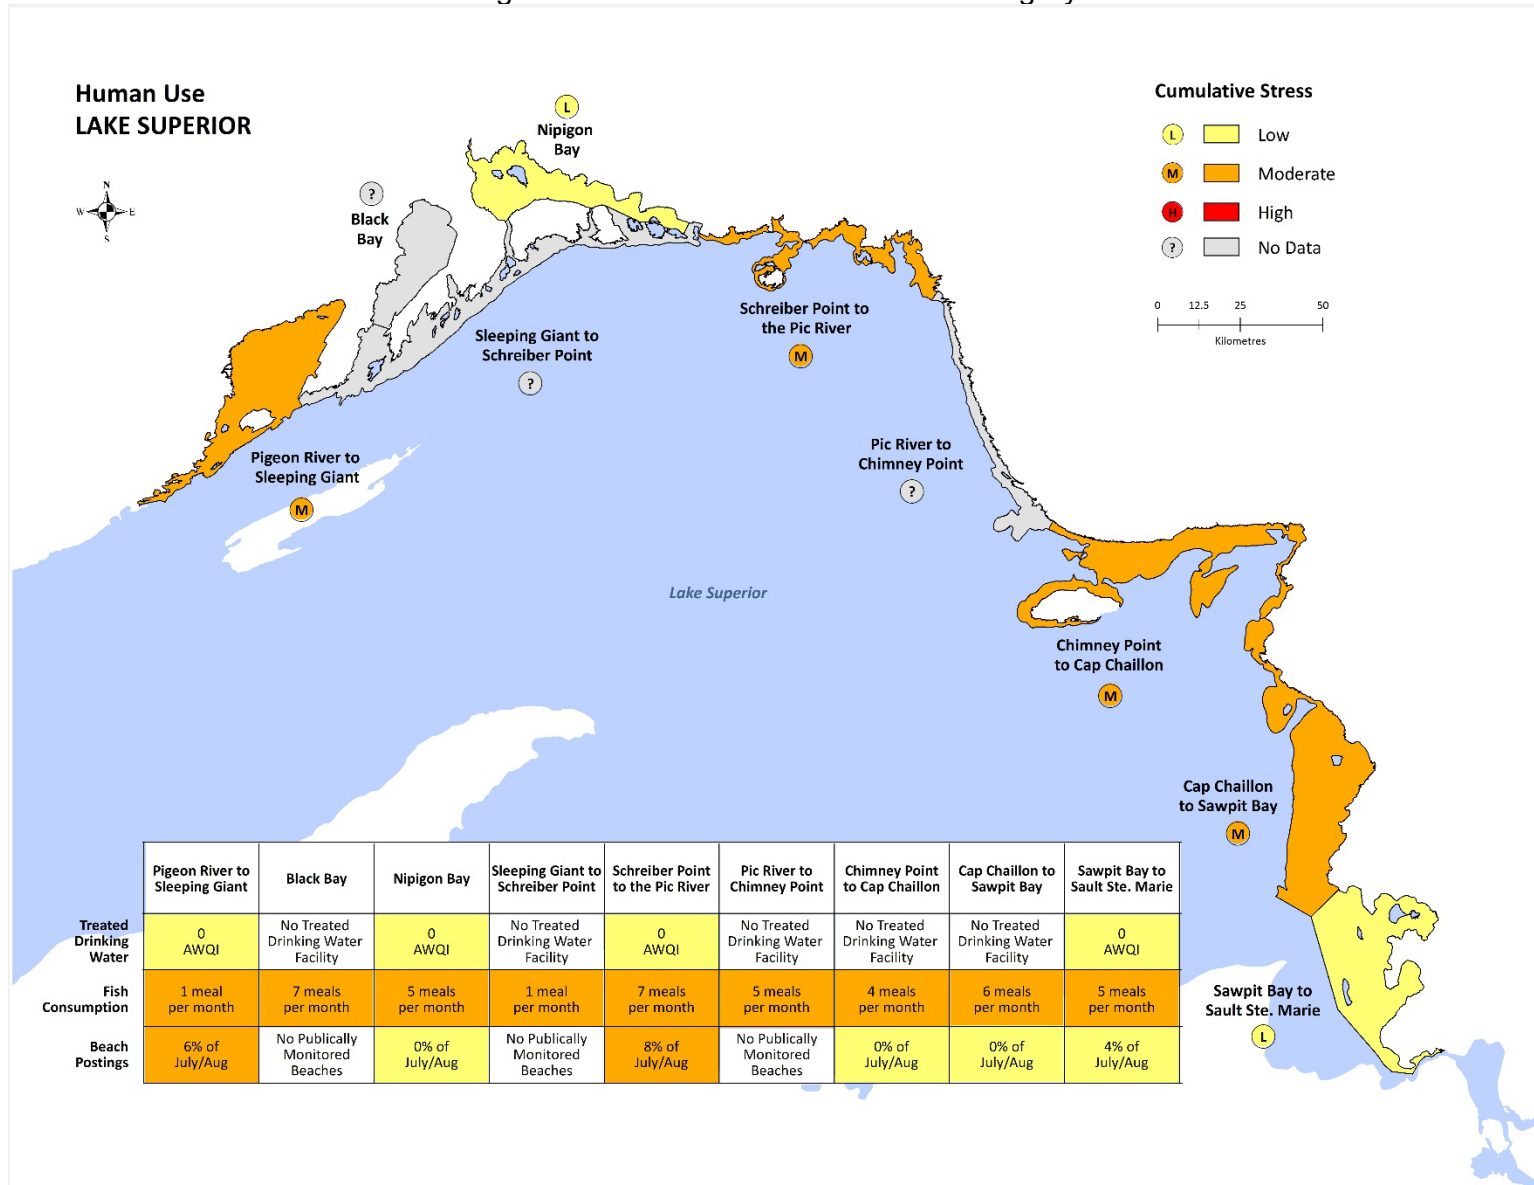 Human Use
LAKE SUPERIOR
N
W
E
S
Cumulative Stress
L
Low
M
Moderate
H
High
?
No Data
0 12.5 25 50
Kilometres
L
Nipigon
Bay
?
Black
Bay
Schreiber Point to
the Pic River
M
Sleeping Giant to
Schreiber Point
?
Pic River to
Chimney Point
?
Pigeon River to
Sleeping Giant
M
Lake Superior
Chimney Point
to Cap Chaillon
M
Cap Chaillon
to Sawpit Bay
M
Sawpit Bay to
Sault Ste. Marie
L
Pigeon River to
Sleeping Giant
Black Bay
Nipigon Bay
Sleeping Giant to
Schreiber Point
Schreiber Point
to the Pic River
Pic River to
Chimney Point
Chimney Point
to Cap Chaillon
Cap Chaillon to
Sawpit Bay
Sawpit Bay to
Sault Ste. Marie
Treated
Drinking
Water
0
AWQI
No Treated
Drinking Water
Facility
0
AWQI
No Treated
Drinking Water
Facility
0
AWQI
No Treated
Drinking Water
Facility
No Treated
Drinking Water
Facility
No Treated
Drinking Water
Facility
0
AWQI
Fish
Consumption
1 meal
per month
7 meals
per month
5 meals
per month
1 meal
per month
7 meals
per month
5 meals
per month
4 meals
per month
6 meals
per month
5 meals
per month
Beach
Postings
6% of
July/Aug
No Publically
Monitored
Beaches
0% of
July/Aug
No Publically
Monitored
Beaches
8% of
July/Aug
No Publically
Monitored
Beaches
0% of
July/Aug
0% of
July/Aug
4% of
July/Aug